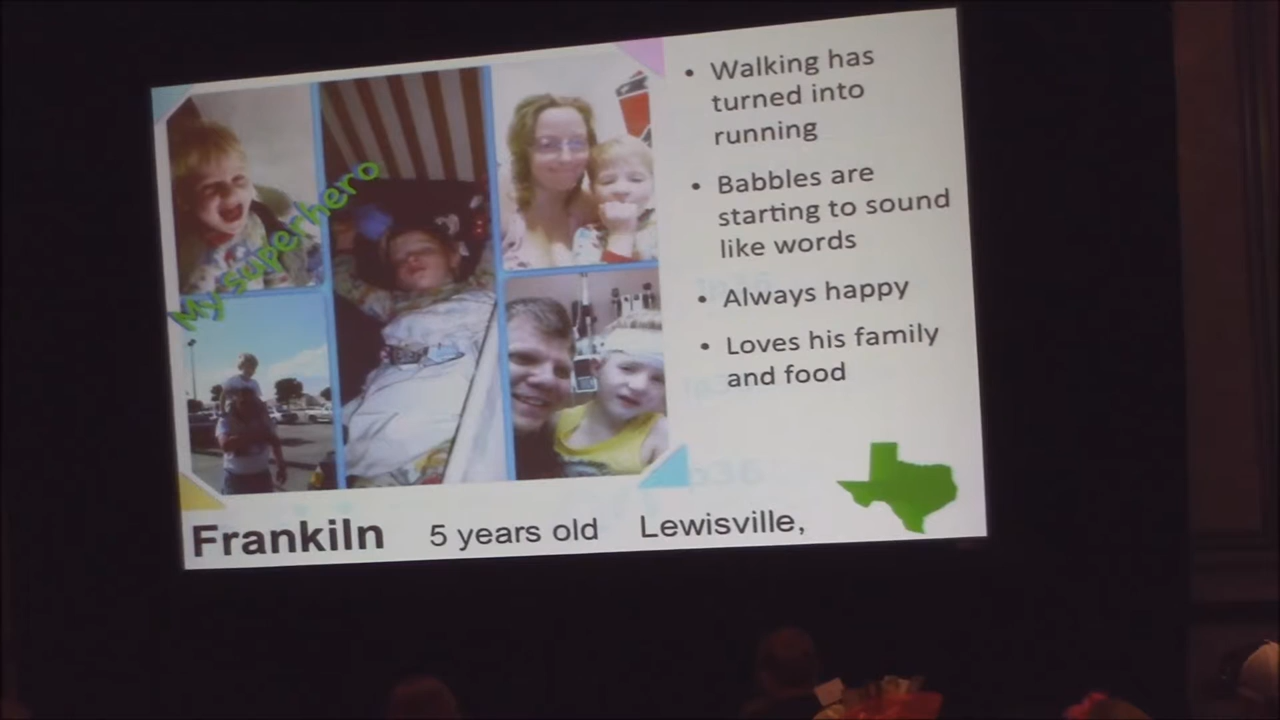 My superhero
• Walking has
turned into
running
• Babbles are
starting to sound
like words
• Always happy
• Loves his family
and food
Frankiln 5 years old Lewisville,